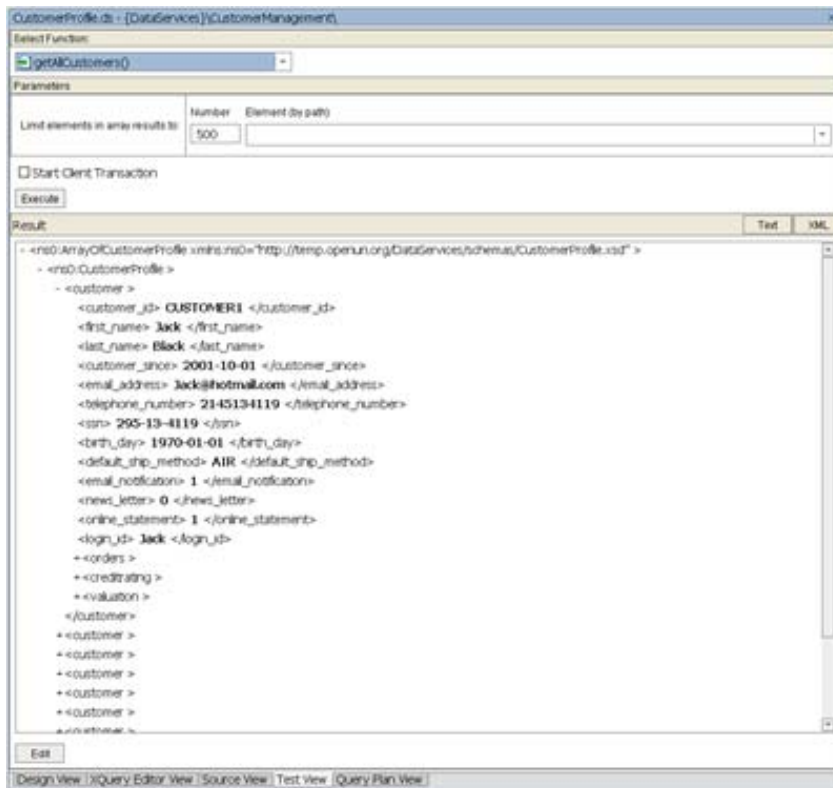 CustomerProfile.ds - {DataServices}\CustomerManagement\
Select Function:
getAllCustomers()
Parameters
Number Element (by path)
Limit elements in array results to: 500
Start Client Transaction
Execute
Result Text XML
- <ns0:ArrayOfCustomerProfile xmlns:ns0="http://temp.openuri.org/DataServices/schemas/CustomerProfile.xsd" >
- <ns0:CustomerProfile >
- <customer >
<customer_id> CUSTOMER1 </customer_id>
<first_name> Jack </first_name>
<last_name> Black </last_name>
<customer_since> 2001-10-01 </customer_since>
<email_address> Jack@hotmail.com </email_address>
<telephone_number> 2145134119 </telephone_number>
<ssn> 295-13-4119 </ssn>
<birth_day> 1970-01-01 </birth_day>
<default_ship_method> AIR </default_ship_method>
<email_notification> 1 </email_notification>
<news_letter> 0 </news_letter>
<online_statement> 1 </online_statement>
<login_id> Jack </login_id>
+ <orders >
+ <creditrating >
+ <valuation >
</customer>
+ <customer >
+ <customer >
+ <customer >
+ <customer >
+ <customer >
+ <customer >
Edit
Design View XQuery Editor View Source View Test View Query Plan View